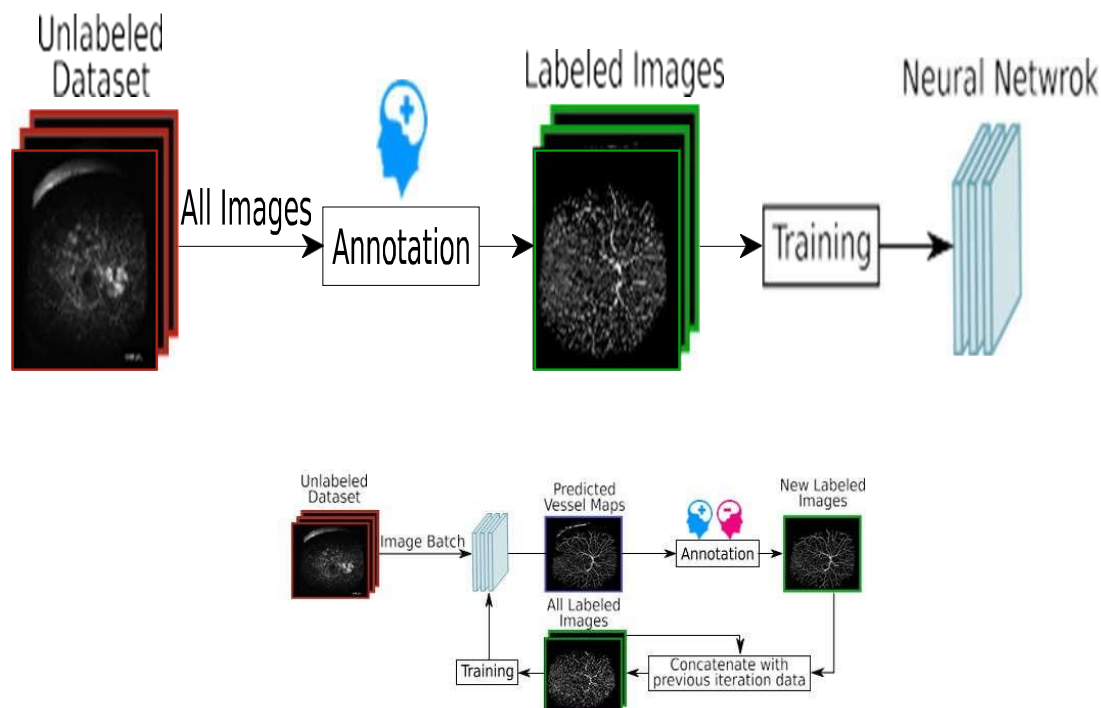 Unlabeled
Dataset
Labeled Images
Neural Netwrok
All Images
Annotation
Training
Unlabeled
Dataset
Predicted
Vessel Maps
New Labeled
Images
Image Batch
Annotation
All Labeled
Images
Training
Concatenate with
previous iteration data